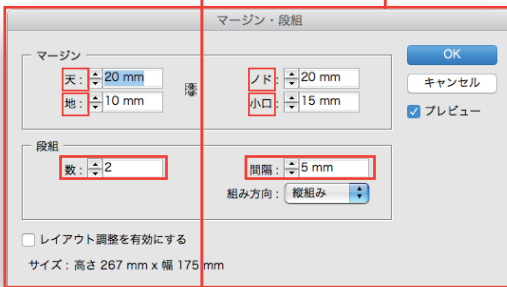 マージン・段組
マージン
天： 20 mm ノド： 20 mm
地： 10 mm 小口： 15 mm
OK
キャンセル
プレビュー
段組
数： 2 間隔： 5 mm
組み方向： 縦組み
レイアウト調整を有効にする
サイズ：高さ 267 mm x 幅 175 mm